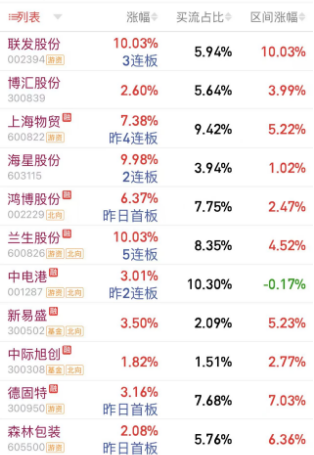 列表 涨幅 买流占比 区间涨幅
联发股份 10.03% 5.94% 10.03%
002394 游资 3连板
博汇股份 2.60% 5.64% 3.99%
300839
上海物贸 融 7.38% 9.42% 5.22%
600822 游资 昨4连板
海星股份 9.98% 3.94% 1.02%
603115 2连板
鸿博股份 融 6.37% 7.75% 2.47%
002229 北向 昨日首板
兰生股份 融 10.03% 8.35% 4.52%
600826 游资 北向 5连板
中电港 融 3.01% 10.30% -0.17%
001287 游资 北向 昨2连板
新易盛 融 3.50% 2.09% 5.23%
300502 基金 北向
中际旭创 融 1.82% 1.51% 2.77%
300308 基金 北向
德固特 融 3.16% 7.68% 7.03%
300950 游资 昨日首板
森林包装 2.08% 5.76% 6.36%
605500 游资 昨日首板